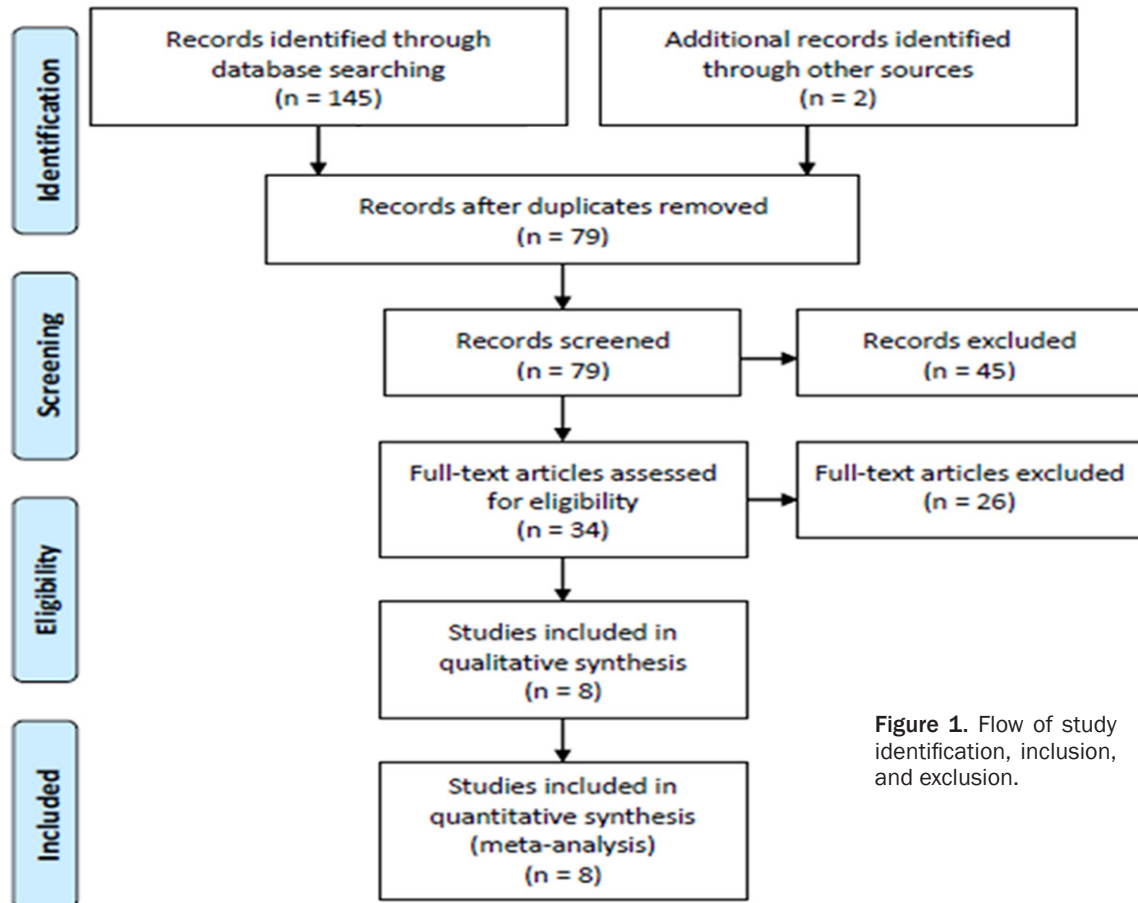 Identification
Records identified through
database searching
(n = 145)
Additional records identified
through other sources
(n = 2)
Records after duplicates removed
(n = 79)
Screening
Records screened
(n = 79)
Records excluded
(n = 45)
Full-text articles assessed
for eligibility
(n = 34)
Full-text articles excluded
(n = 26)
Eligibility
Studies included in
qualitative synthesis
(n = 8)
Included
Studies included in
quantitative synthesis
(meta-analysis)
(n = 8)
Figure 1. Flow of study
identification, inclusion,
and exclusion.